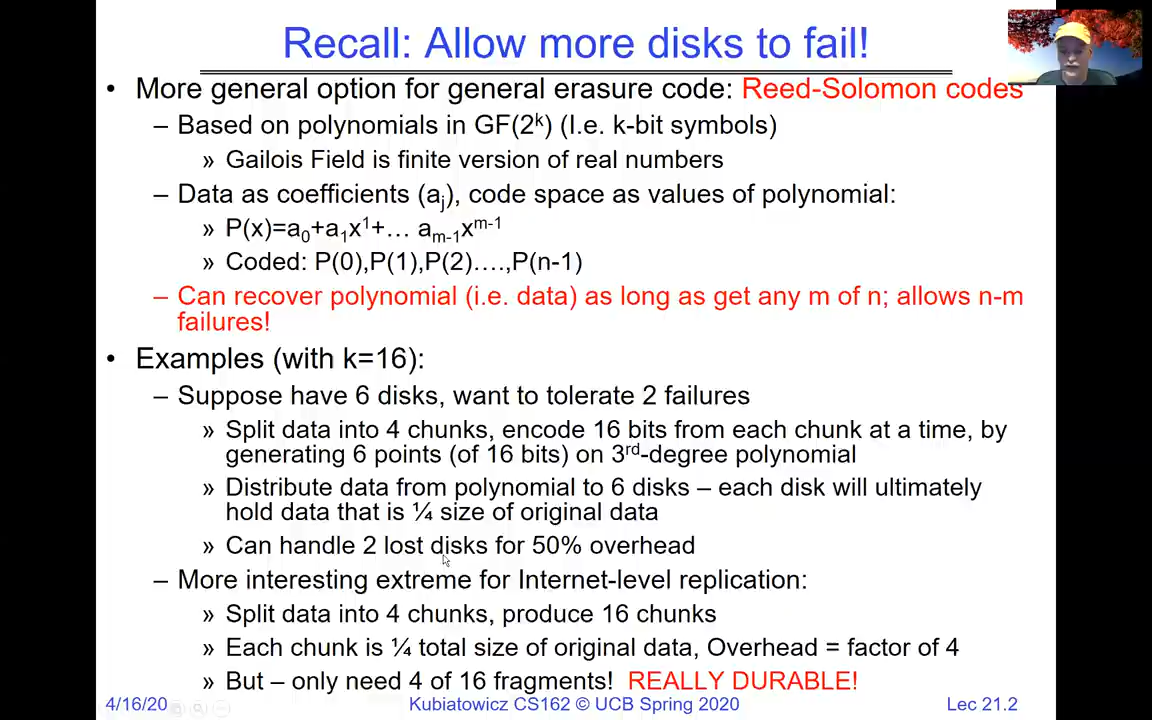 Recall: Allow more disks to fail!
• More general option for general erasure code: Reed-Solomon codes
– Based on polynomials in GF(2^k) (I.e. k-bit symbols)
» Gailois Field is finite version of real numbers
– Data as coefficients (a_j), code space as values of polynomial:
» P(x)=a_0+a_1x^1+… a_{m-1}x^{m-1}
» Coded: P(0),P(1),P(2)….,P(n-1)
– Can recover polynomial (i.e. data) as long as get any m of n; allows n-m
failures!
• Examples (with k=16):
– Suppose have 6 disks, want to tolerate 2 failures
» Split data into 4 chunks, encode 16 bits from each chunk at a time, by
generating 6 points (of 16 bits) on 3rd-degree polynomial
» Distribute data from polynomial to 6 disks – each disk will ultimately
hold data that is ¼ size of original data
» Can handle 2 lost disks for 50% overhead
– More interesting extreme for Internet-level replication:
» Split data into 4 chunks, produce 16 chunks
» Each chunk is ¼ total size of original data, Overhead = factor of 4
» But – only need 4 of 16 fragments! REALLY DURABLE!
4/16/20 Kubiatowicz CS162 © UCB Spring 2020 Lec 21.2